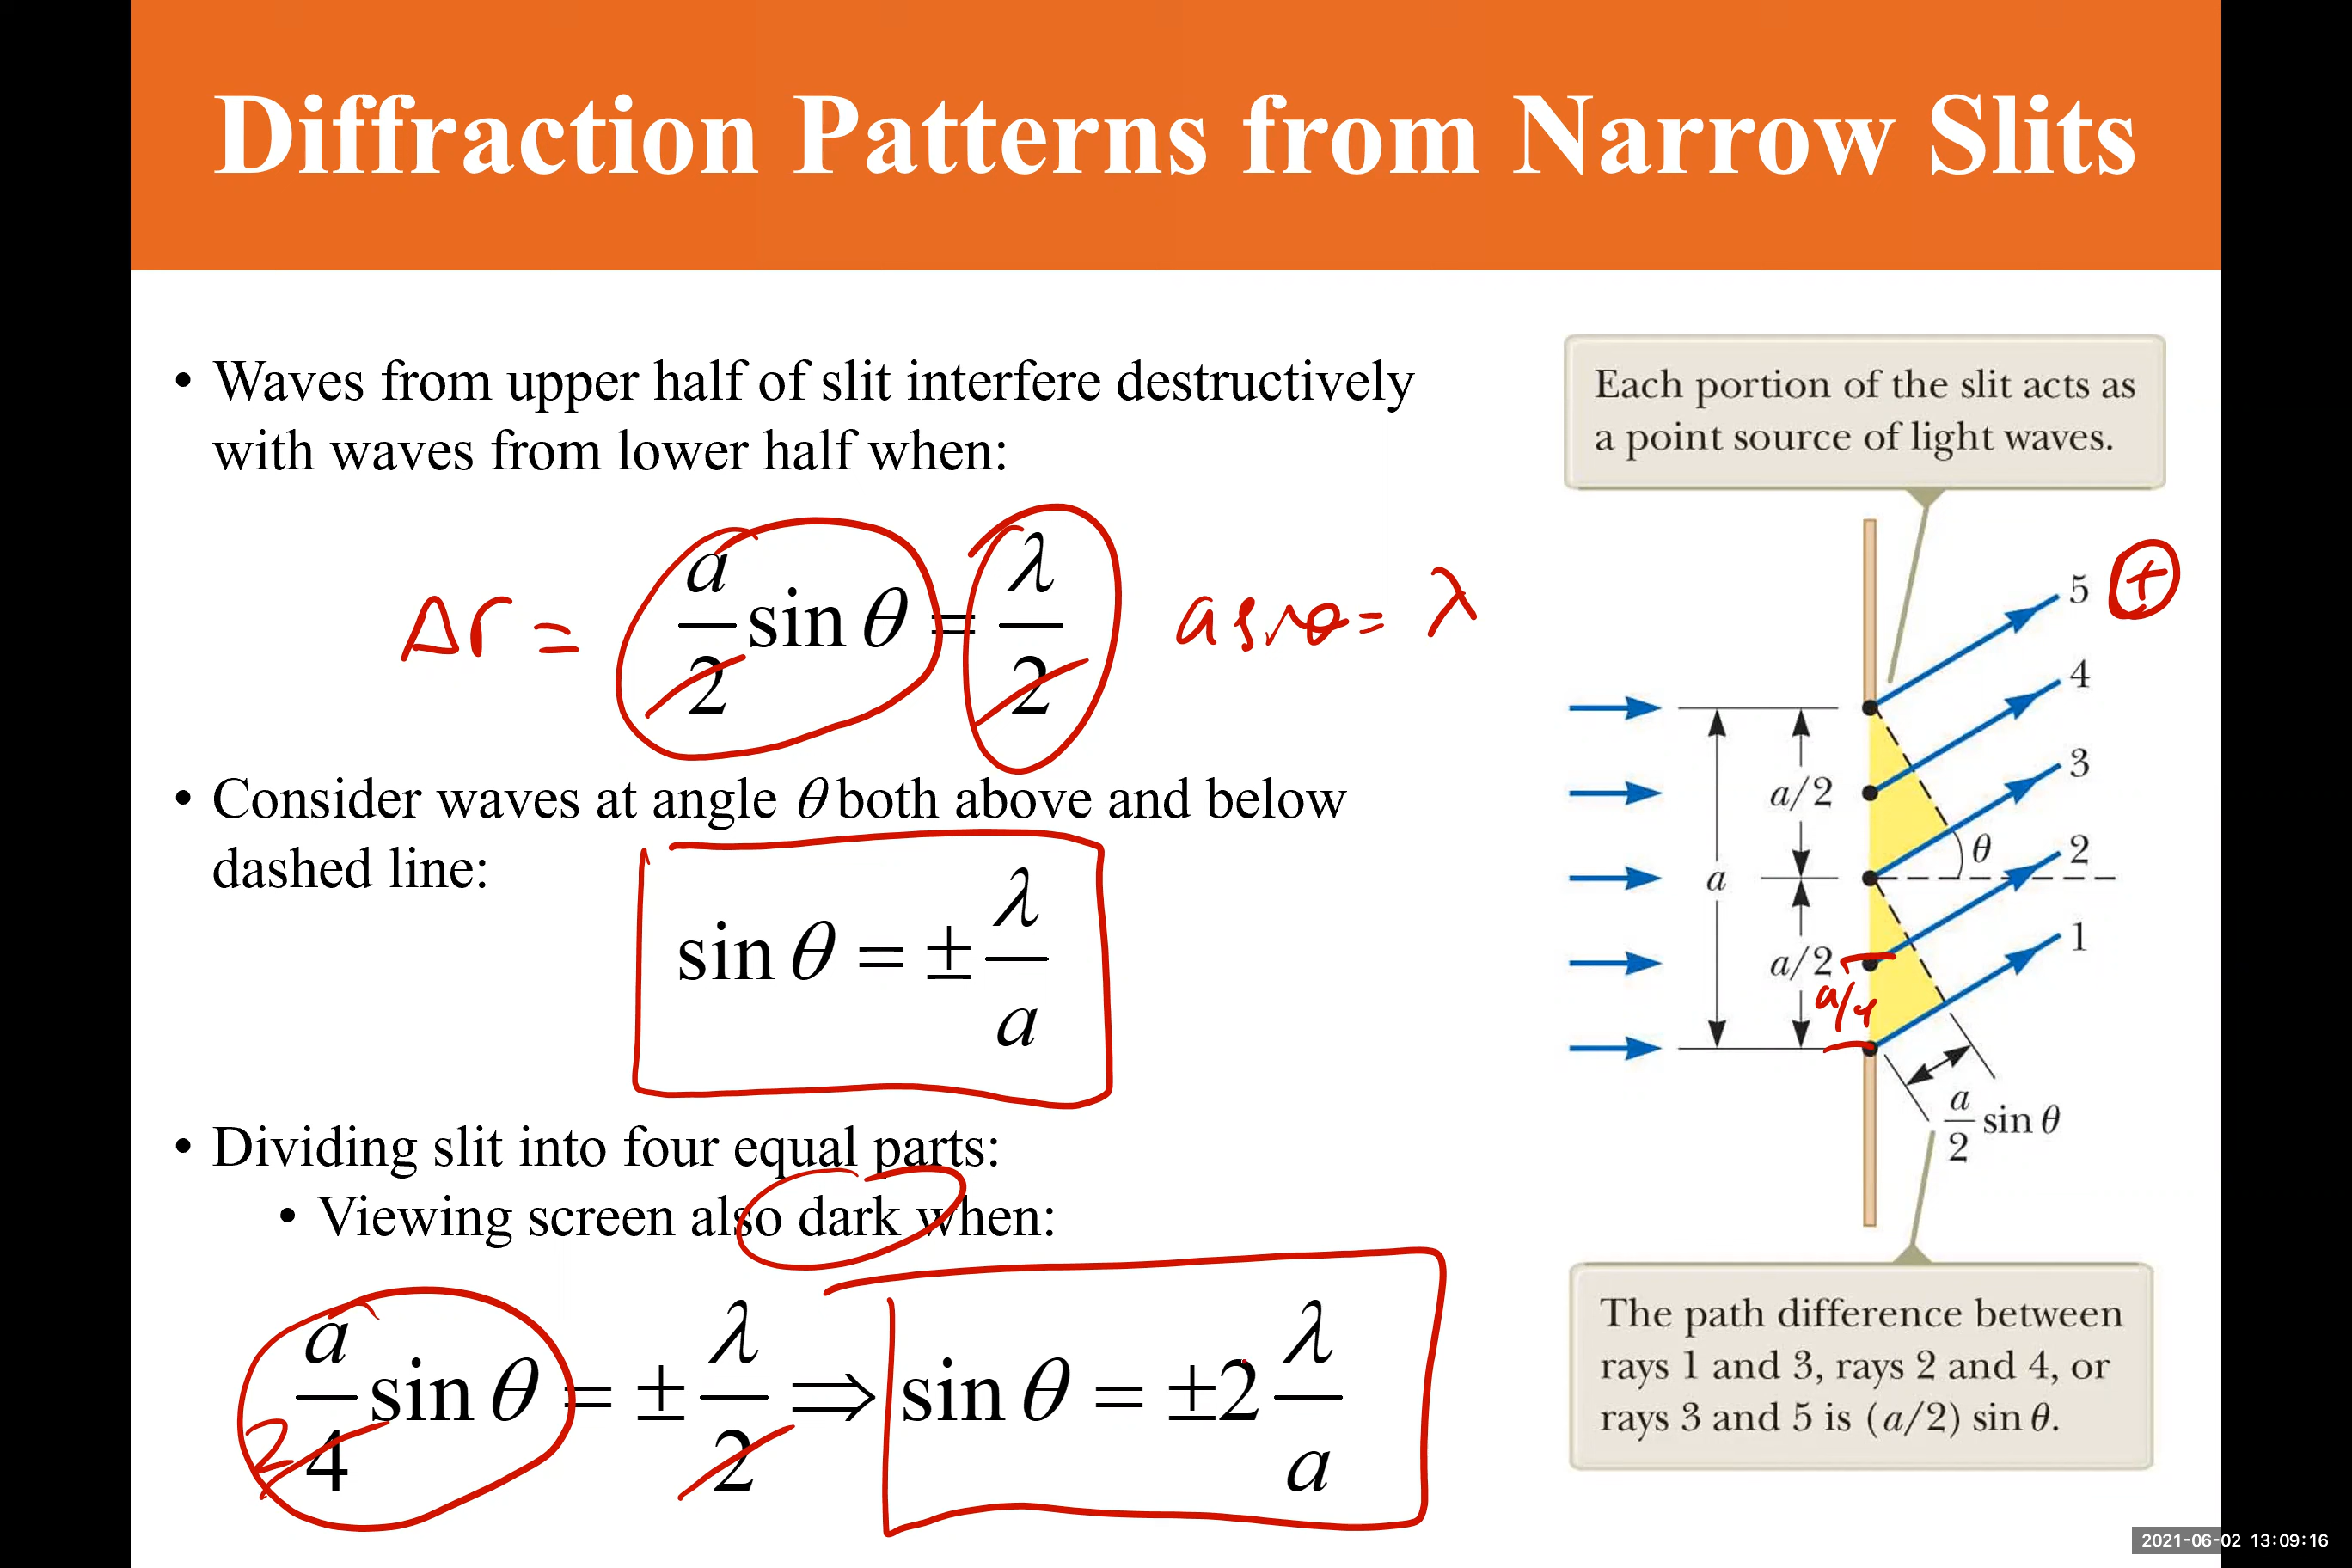 Diffraction Patterns from Narrow Slits
• Waves from upper half of slit interfere destructively
with waves from lower half when:
Δr = a/2 sin θ = λ/2 a sinθ = λ
• Consider waves at angle θ both above and below
dashed line:
sin θ = ± λ/a
• Dividing slit into four equal parts:
• Viewing screen also dark when:
a/4 sin θ = ± λ/2 ⇒ sin θ = ±2 λ/a
2
Each portion of the slit acts as
a point source of light waves.
5 +
4
3
a/2
θ
2
a
1
a/2
a/4
a/2 sin θ
The path difference between
rays 1 and 3, rays 2 and 4, or
rays 3 and 5 is (a/2) sin θ.
2021-06-02 13:09:16